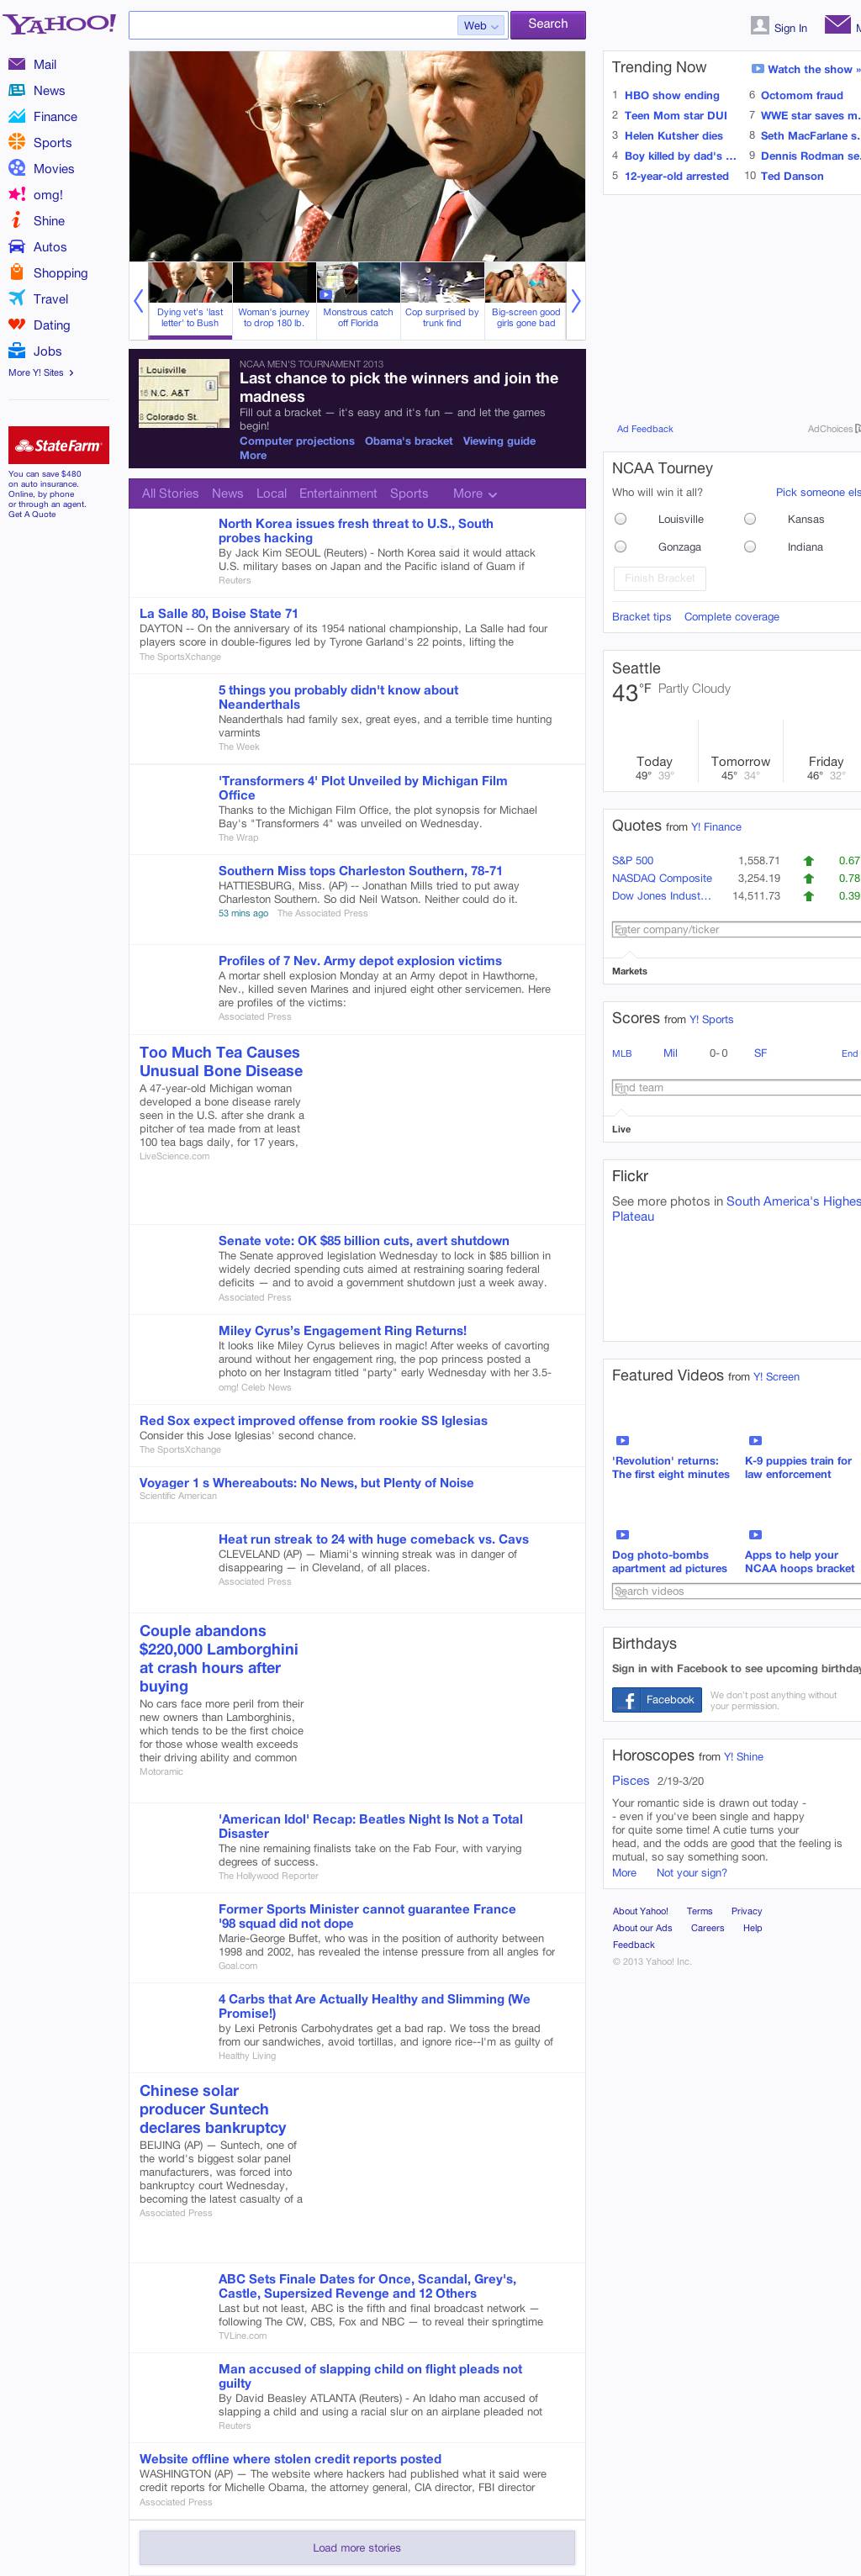 YAHOO!
Web
Search
Sign In
Mail
News
Finance
Sports
Movies
omg!
Shine
Autos
Shopping
Travel
Dating
Jobs
More Y! Sites
StateFarm
You can save $480
on auto insurance.
Online, by phone
or through an agent.
Get A Quote
Dying vet's 'last
letter' to Bush
Woman's journey
to drop 180 lb.
Monstrous catch
off Florida
Cop surprised by
trunk find
Big-screen good
girls gone bad
1 Louisville
16 N.C. A&T
8 Colorado St.
NCAA MEN'S TOURNAMENT 2013
Last chance to pick the winners and join the
madness
Fill out a bracket — it's easy and it's fun — and let the games
begin!
Computer projections Obama's bracket Viewing guide
More
All Stories News Local Entertainment Sports More
North Korea issues fresh threat to U.S., South
probes hacking
By Jack Kim SEOUL (Reuters) - North Korea said it would attack
U.S. military bases on Japan and the Pacific island of Guam if
Reuters
La Salle 80, Boise State 71
DAYTON -- On the anniversary of its 1954 national championship, La Salle had four
players score in double-figures led by Tyrone Garland's 22 points, lifting the
The SportsXchange
5 things you probably didn't know about
Neanderthals
Neanderthals had family sex, great eyes, and a terrible time hunting
varmints
The Week
'Transformers 4' Plot Unveiled by Michigan Film
Office
Thanks to the Michigan Film Office, the plot synopsis for Michael
Bay's "Transformers 4" was unveiled on Wednesday.
The Wrap
Southern Miss tops Charleston Southern, 78-71
HATTIESBURG, Miss. (AP) -- Jonathan Mills tried to put away
Charleston Southern. So did Neil Watson. Neither could do it.
53 mins ago The Associated Press
Profiles of 7 Nev. Army depot explosion victims
A mortar shell explosion Monday at an Army depot in Hawthorne,
Nev., killed seven Marines and injured eight other servicemen. Here
are profiles of the victims:
Associated Press
Too Much Tea Causes
Unusual Bone Disease
A 47-year-old Michigan woman
developed a bone disease rarely
seen in the U.S. after she drank a
pitcher of tea made from at least
100 tea bags daily, for 17 years,
LiveScience.com
Senate vote: OK $85 billion cuts, avert shutdown
The Senate approved legislation Wednesday to lock in $85 billion in
widely decried spending cuts aimed at restraining soaring federal
deficits — and to avoid a government shutdown just a week away.
Associated Press
Miley Cyrus's Engagement Ring Returns!
It looks like Miley Cyrus believes in magic! After weeks of cavorting
around without her engagement ring, the pop princess posted a
photo on her Instagram titled "party" early Wednesday with her 3.5-
omg! Celeb News
Red Sox expect improved offense from rookie SS Iglesias
Consider this Jose Iglesias' second chance.
The SportsXchange
Voyager 1 s Whereabouts: No News, but Plenty of Noise
Scientific American
Heat run streak to 24 with huge comeback vs. Cavs
CLEVELAND (AP) — Miami's winning streak was in danger of
disappearing — in Cleveland, of all places.
Associated Press
Couple abandons
$220,000 Lamborghini
at crash hours after
buying
No cars face more peril from their
new owners than Lamborghinis,
which tends to be the first choice
for those whose wealth exceeds
their driving ability and common
Motoramic
'American Idol' Recap: Beatles Night Is Not a Total
Disaster
The nine remaining finalists take on the Fab Four, with varying
degrees of success.
The Hollywood Reporter
Former Sports Minister cannot guarantee France
'98 squad did not dope
Marie-George Buffet, who was in the position of authority between
1998 and 2002, has revealed the intense pressure from all angles for
Goal.com
4 Carbs that Are Actually Healthy and Slimming (We
Promise!)
by Lexi Petronis Carbohydrates get a bad rap. We toss the bread
from our sandwiches, avoid tortillas, and ignore rice--I'm as guilty of
Healthy Living
Chinese solar
producer Suntech
declares bankruptcy
BEIJING (AP) — Suntech, one of
the world's biggest solar panel
manufacturers, was forced into
bankruptcy court Wednesday,
becoming the latest casualty of a
Associated Press
ABC Sets Finale Dates for Once, Scandal, Grey's,
Castle, Supersized Revenge and 12 Others
Last but not least, ABC is the fifth and final broadcast network —
following The CW, CBS, Fox and NBC — to reveal their springtime
TVLine.com
Man accused of slapping child on flight pleads not
guilty
By David Beasley ATLANTA (Reuters) - An Idaho man accused of
slapping a child and using a racial slur on an airplane pleaded not
Reuters
Website offline where stolen credit reports posted
WASHINGTON (AP) — The website where hackers had published what it said were
credit reports for Michelle Obama, the attorney general, CIA director, FBI director
Associated Press
Load more stories
Trending Now Watch the show »
1 HBO show ending
2 Teen Mom star DUI
3 Helen Kutsher dies
4 Boy killed by dad's ...
5 12-year-old arrested
6 Octomom fraud
7 WWE star saves m.
8 Seth MacFarlane s.
9 Dennis Rodman se.
10 Ted Danson
Ad Feedback AdChoices
NCAA Tourney
Who will win it all? Pick someone els
Louisville Kansas
Gonzaga Indiana
Finish Bracket
Bracket tips Complete coverage
Seattle
43°F Partly Cloudy
Today Tomorrow Friday
49° 39° 45° 34° 46° 32°
Quotes from Y! Finance
S&P 500 1,558.71 0.67
NASDAQ Composite 3,254.19 0.78
Dow Jones Indust... 14,511.73 0.39
Enter company/ticker
Markets
Scores from Y! Sports
MLB Mil 0-0 SF End
Find team
Live
Flickr
See more photos in South America's Highes
Plateau
Featured Videos from Y! Screen
'Revolution' returns:
The first eight minutes
K-9 puppies train for
law enforcement
Dog photo-bombs
apartment ad pictures
Apps to help your
NCAA hoops bracket
Search videos
Birthdays
Sign in with Facebook to see upcoming birthday
Facebook
We don't post anything without
your permission.
Horoscopes from Y! Shine
Pisces 2/19-3/20
Your romantic side is drawn out today -
- even if you've been single and happy
for quite some time! A cutie turns your
head, and the odds are good that the feeling is
mutual, so say something soon.
More Not your sign?
About Yahoo! Terms Privacy
About our Ads Careers Help
Feedback
© 2013 Yahoo! Inc.